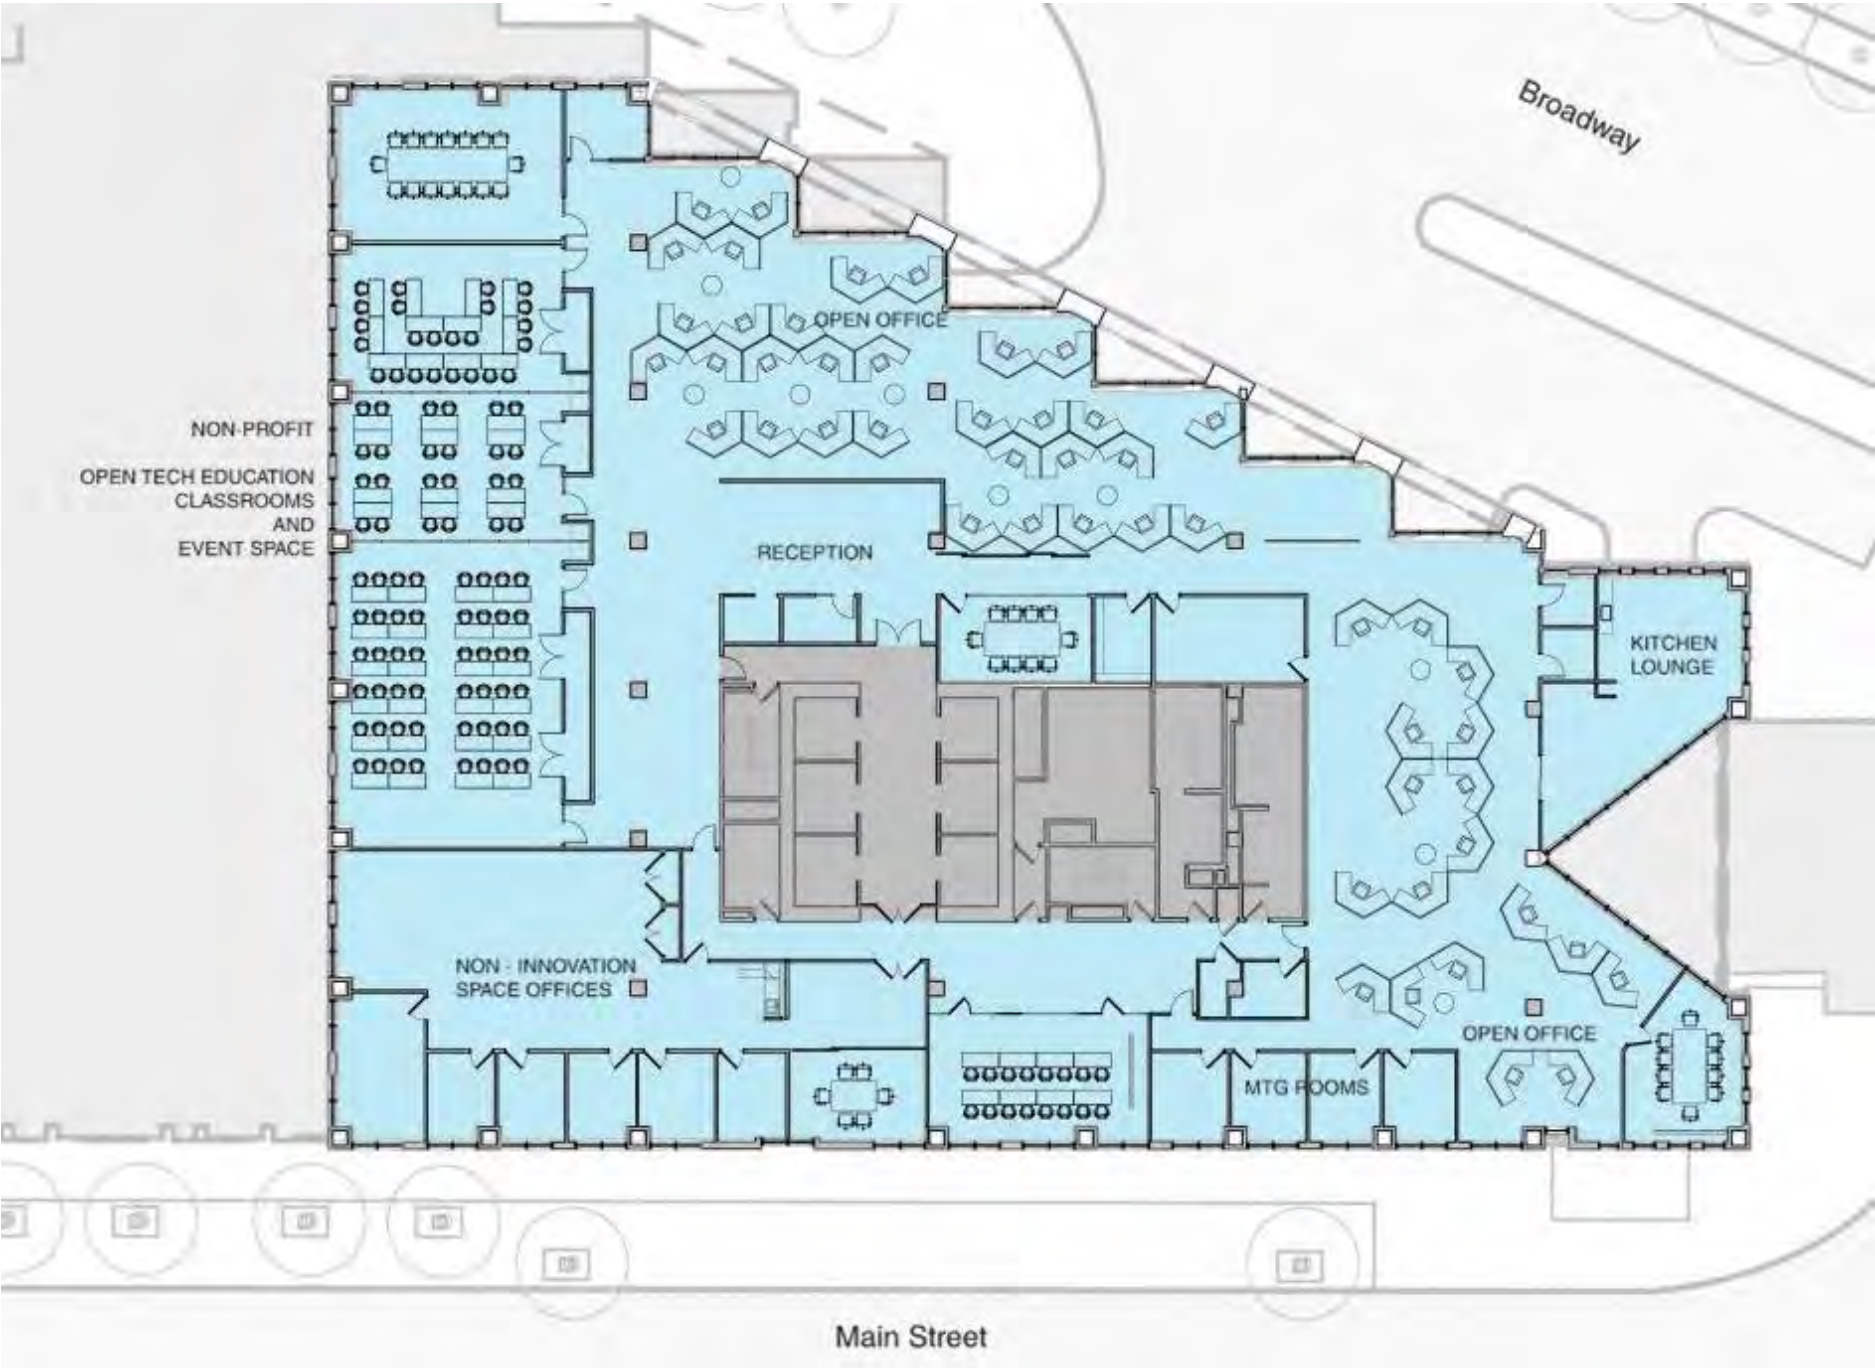 Broadway
OPEN OFFICE
NON-PROFIT
OPEN TECH EDUCATION
CLASSROOMS
AND
EVENT SPACE
RECEPTION
KITCHEN
LOUNGE
NON - INNOVATION
SPACE OFFICES
OPEN OFFICE
MTG ROOMS
Main Street